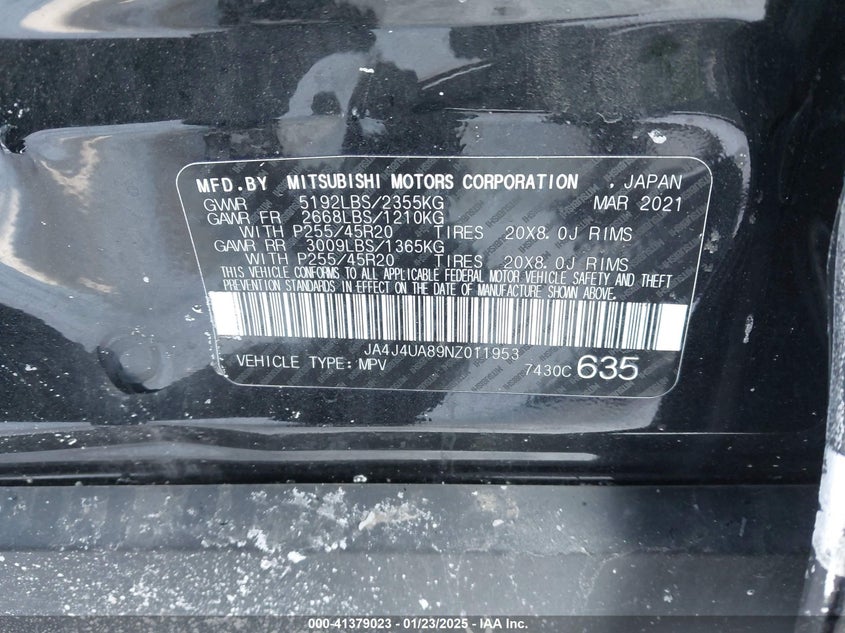 MFD.BY MITSUBISHI MOTORS CORPORATION , JAPAN
GVWR 5192LBS/2355KG MAR 2021
GAWR FR 2668LBS/1210KG
WITH P255/45R20 TIRES 20X8.0J RIMS
GAWR RR 3009LBS/1365KG
WITH P255/45R20 TIRES 20X8.0J RIMS
THIS VEHICLE CONFORMS TO ALL APPLICABLE FEDERAL MOTOR VEHICLE SAFETY AND THEFT
PREVENTION STANDARDS IN EFFECT ON THE DATE OF MANUFACTURE SHOWN ABOVE.
JA4J4UA89NZ011953
VEHICLE TYPE: MPV 7430C 635
000-41379023 - 01/23/2025 - IAA Inc.